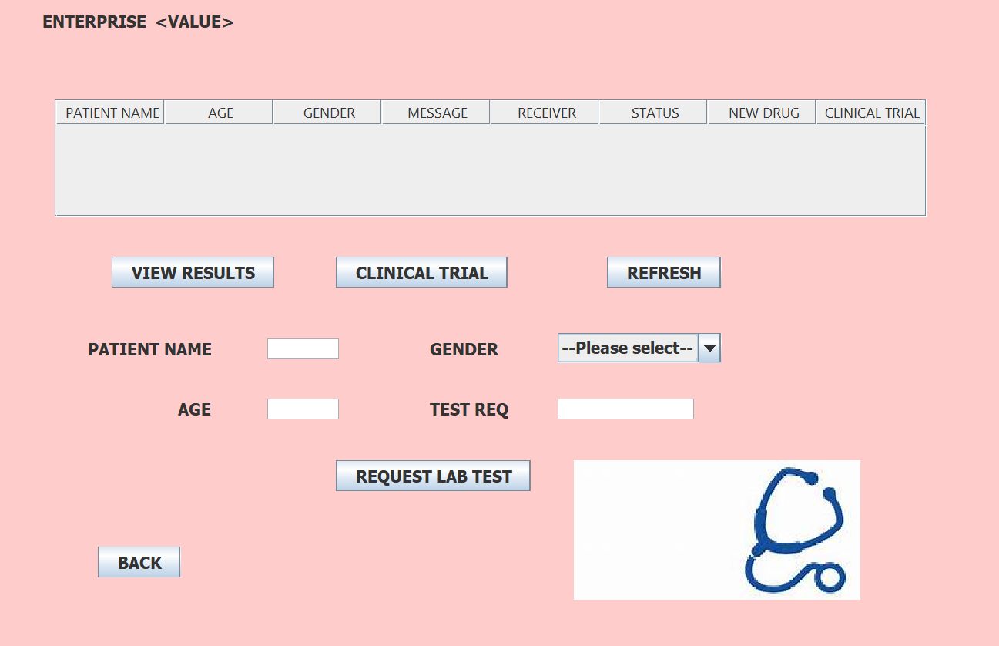 ENTERPRISE <VALUE>
PATIENT NAME AGE GENDER MESSAGE RECEIVER STATUS NEW DRUG CLINICAL TRIAL
VIEW RESULTS CLINICAL TRIAL REFRESH
PATIENT NAME GENDER --Please select--
AGE TEST REQ
REQUEST LAB TEST
BACK